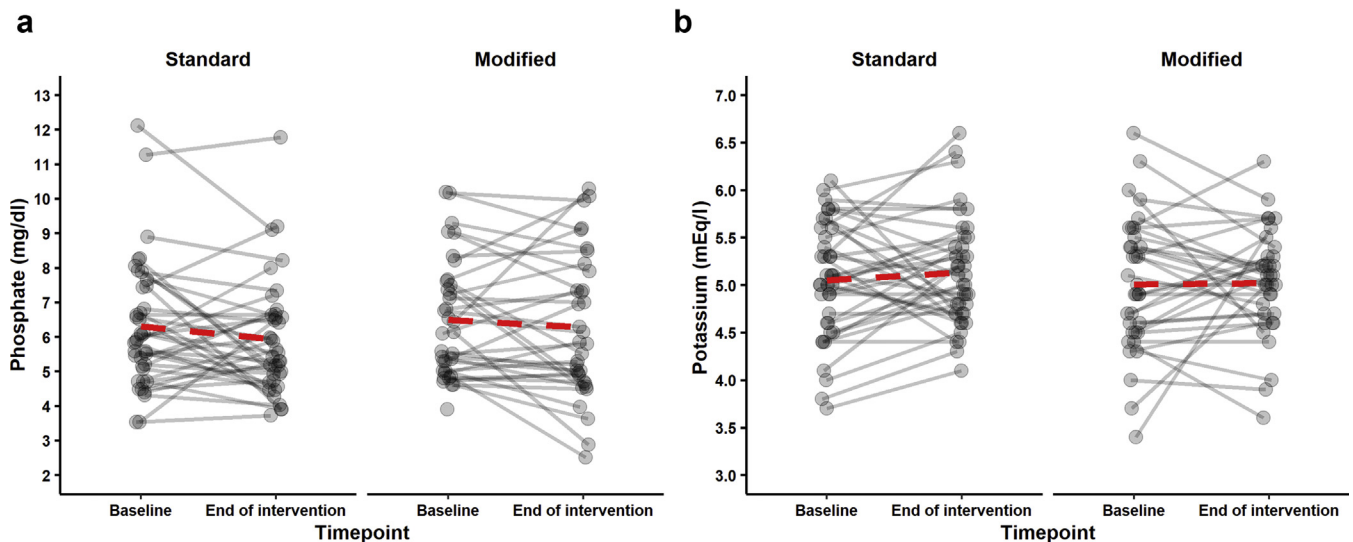 a
Standard
Modified
Phosphate (mg/dl)
13
12
11
10
9
8
7
6
5
4
3
2
Baseline
End of intervention
Baseline
End of intervention
Timepoint
b
Standard
Modified
Potassium (mEq/l)
7.0
6.5
6.0
5.5
5.0
4.5
4.0
3.5
3.0
Baseline
End of intervention
Baseline
End of intervention
Timepoint